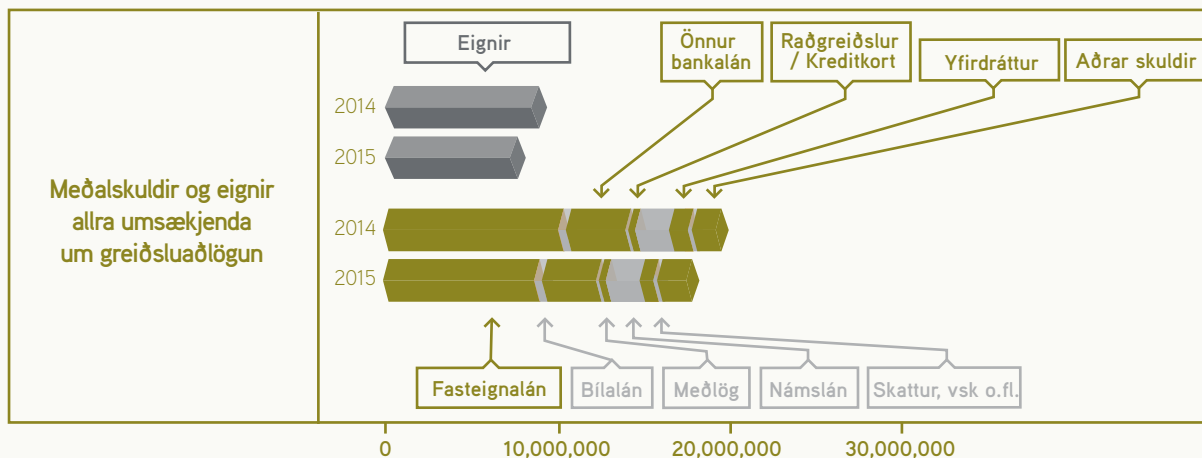 Meðalskuldir og eignir
allra umsækjenda
um greiðsluaðlögun
Eignir
Önnur
bankalán
Raðgreiðslur
/ Kreditkort
Yfirdráttur
Aðrar skuldir
2014
2015
2014
2015
Fasteignalán
Bílalán
Meðlög
Námslán
Skattur, vsk o.fl.
0
10,000,000
20,000,000
30,000,000